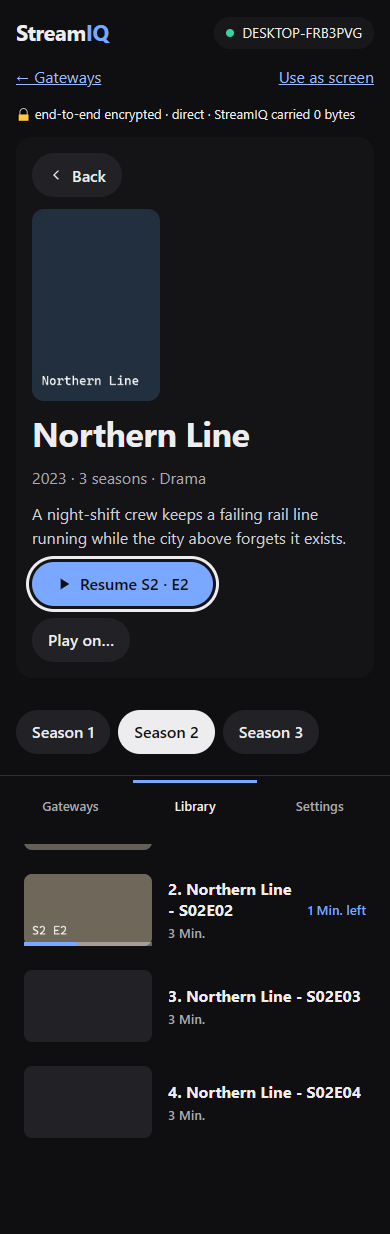 StreamIQ
DESKTOP-FRB3PVG
← Gateways
Use as screen
🔒 end-to-end encrypted · direct · StreamIQ carried 0 bytes
Back
Northern Line
Northern Line
2023 · 3 seasons · Drama
A night-shift crew keeps a failing rail line
running while the city above forgets it exists.
Resume S2 · E2
Play on...
Season 1
Season 2
Season 3
Gateways
Library
Settings
2. Northern Line
- S02E02
1 Min. left
3 Min.
S2 E2
3. Northern Line - S02E03
3 Min.
4. Northern Line - S02E04
3 Min.